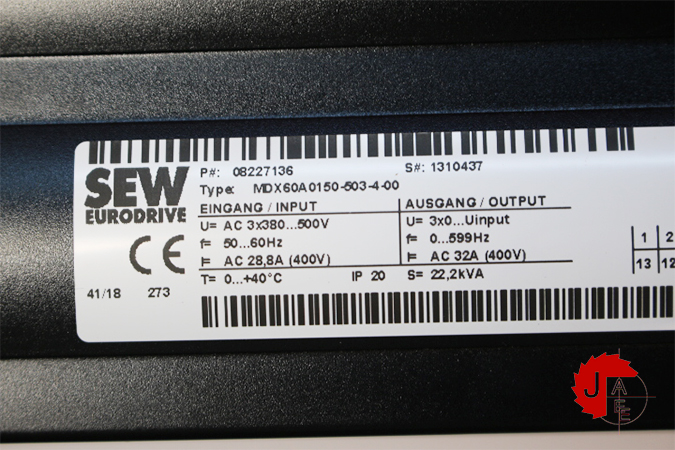 P#: 08227136 S#: 1310437
SEW
EURODRIVE
Type: MDX60A0150-503-4-00
EINGANG / INPUT AUSGANG / OUTPUT
U= AC 3x380...500V U= 3x0...Uinput
f= 50...60Hz f= 0...599Hz
I= AC 28,8A (400V) I= AC 32A (400V)
T= 0...+40°C IP 20 S= 22,2kVA
CE
41/18 273
1 2
13 12
J A